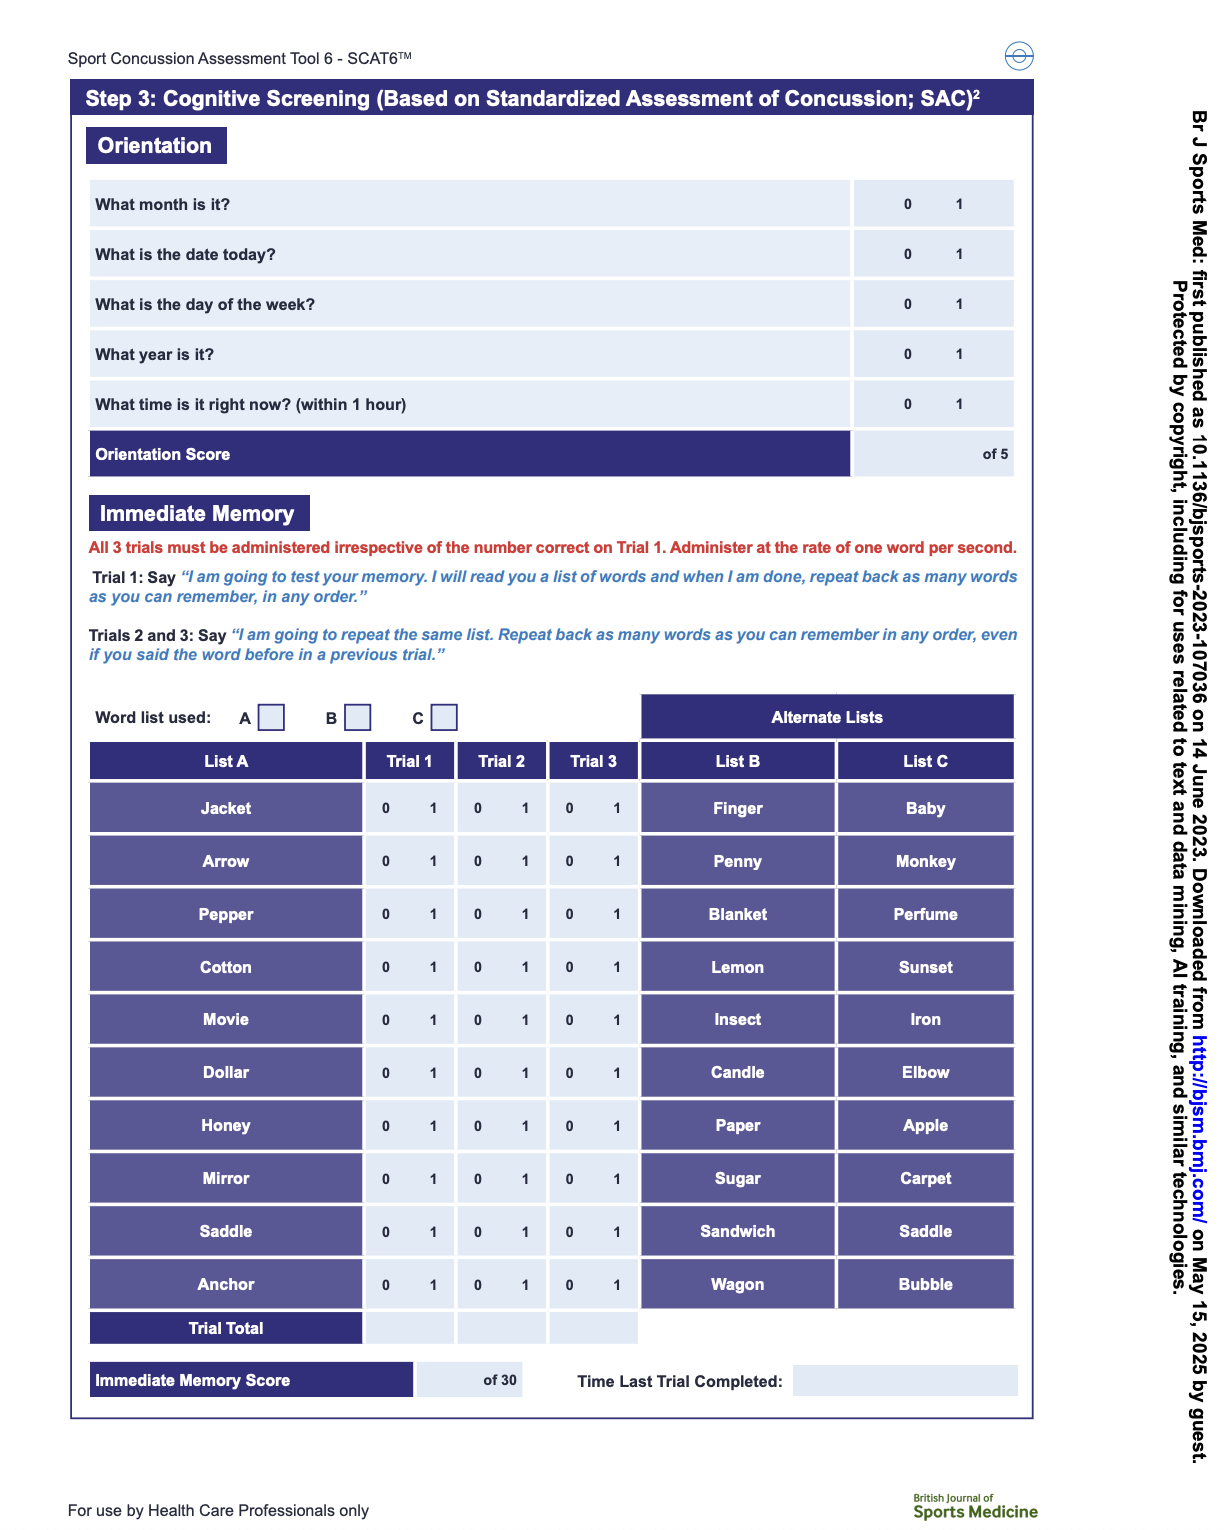 Sport Concussion Assessment Tool 6 - SCAT6™
Step 3: Cognitive Screening (Based on Standardized Assessment of Concussion; SAC)²
Orientation
What month is it? 0 1
What is the date today? 0 1
What is the day of the week? 0 1
What year is it? 0 1
What time is it right now? (within 1 hour) 0 1
Orientation Score of 5
Immediate Memory
All 3 trials must be administered irrespective of the number correct on Trial 1. Administer at the rate of one word per second.
Trial 1: Say “I am going to test your memory. I will read you a list of words and when I am done, repeat back as many words
as you can remember, in any order.”
Trials 2 and 3: Say “I am going to repeat the same list. Repeat back as many words as you can remember in any order, even
if you said the word before in a previous trial.”
Word list used: A B C Alternate Lists
List A Trial 1 Trial 2 Trial 3 List B List C
Jacket 0 1 0 1 0 1 Finger Baby
Arrow 0 1 0 1 0 1 Penny Monkey
Pepper 0 1 0 1 0 1 Blanket Perfume
Cotton 0 1 0 1 0 1 Lemon Sunset
Movie 0 1 0 1 0 1 Insect Iron
Dollar 0 1 0 1 0 1 Candle Elbow
Honey 0 1 0 1 0 1 Paper Apple
Mirror 0 1 0 1 0 1 Sugar Carpet
Saddle 0 1 0 1 0 1 Sandwich Saddle
Anchor 0 1 0 1 0 1 Wagon Bubble
Trial Total
Immediate Memory Score of 30 Time Last Trial Completed:
For use by Health Care Professionals only
British Journal of
Sports Medicine
Br J Sports Med: first published as 10.1136/bjsports-2023-107036 on 14 June 2023. Downloaded from http://bjsm.bmj.com/ on May 15, 2025 by guest.
Protected by copyright, including for uses related to text and data mining, AI training, and similar technologies.